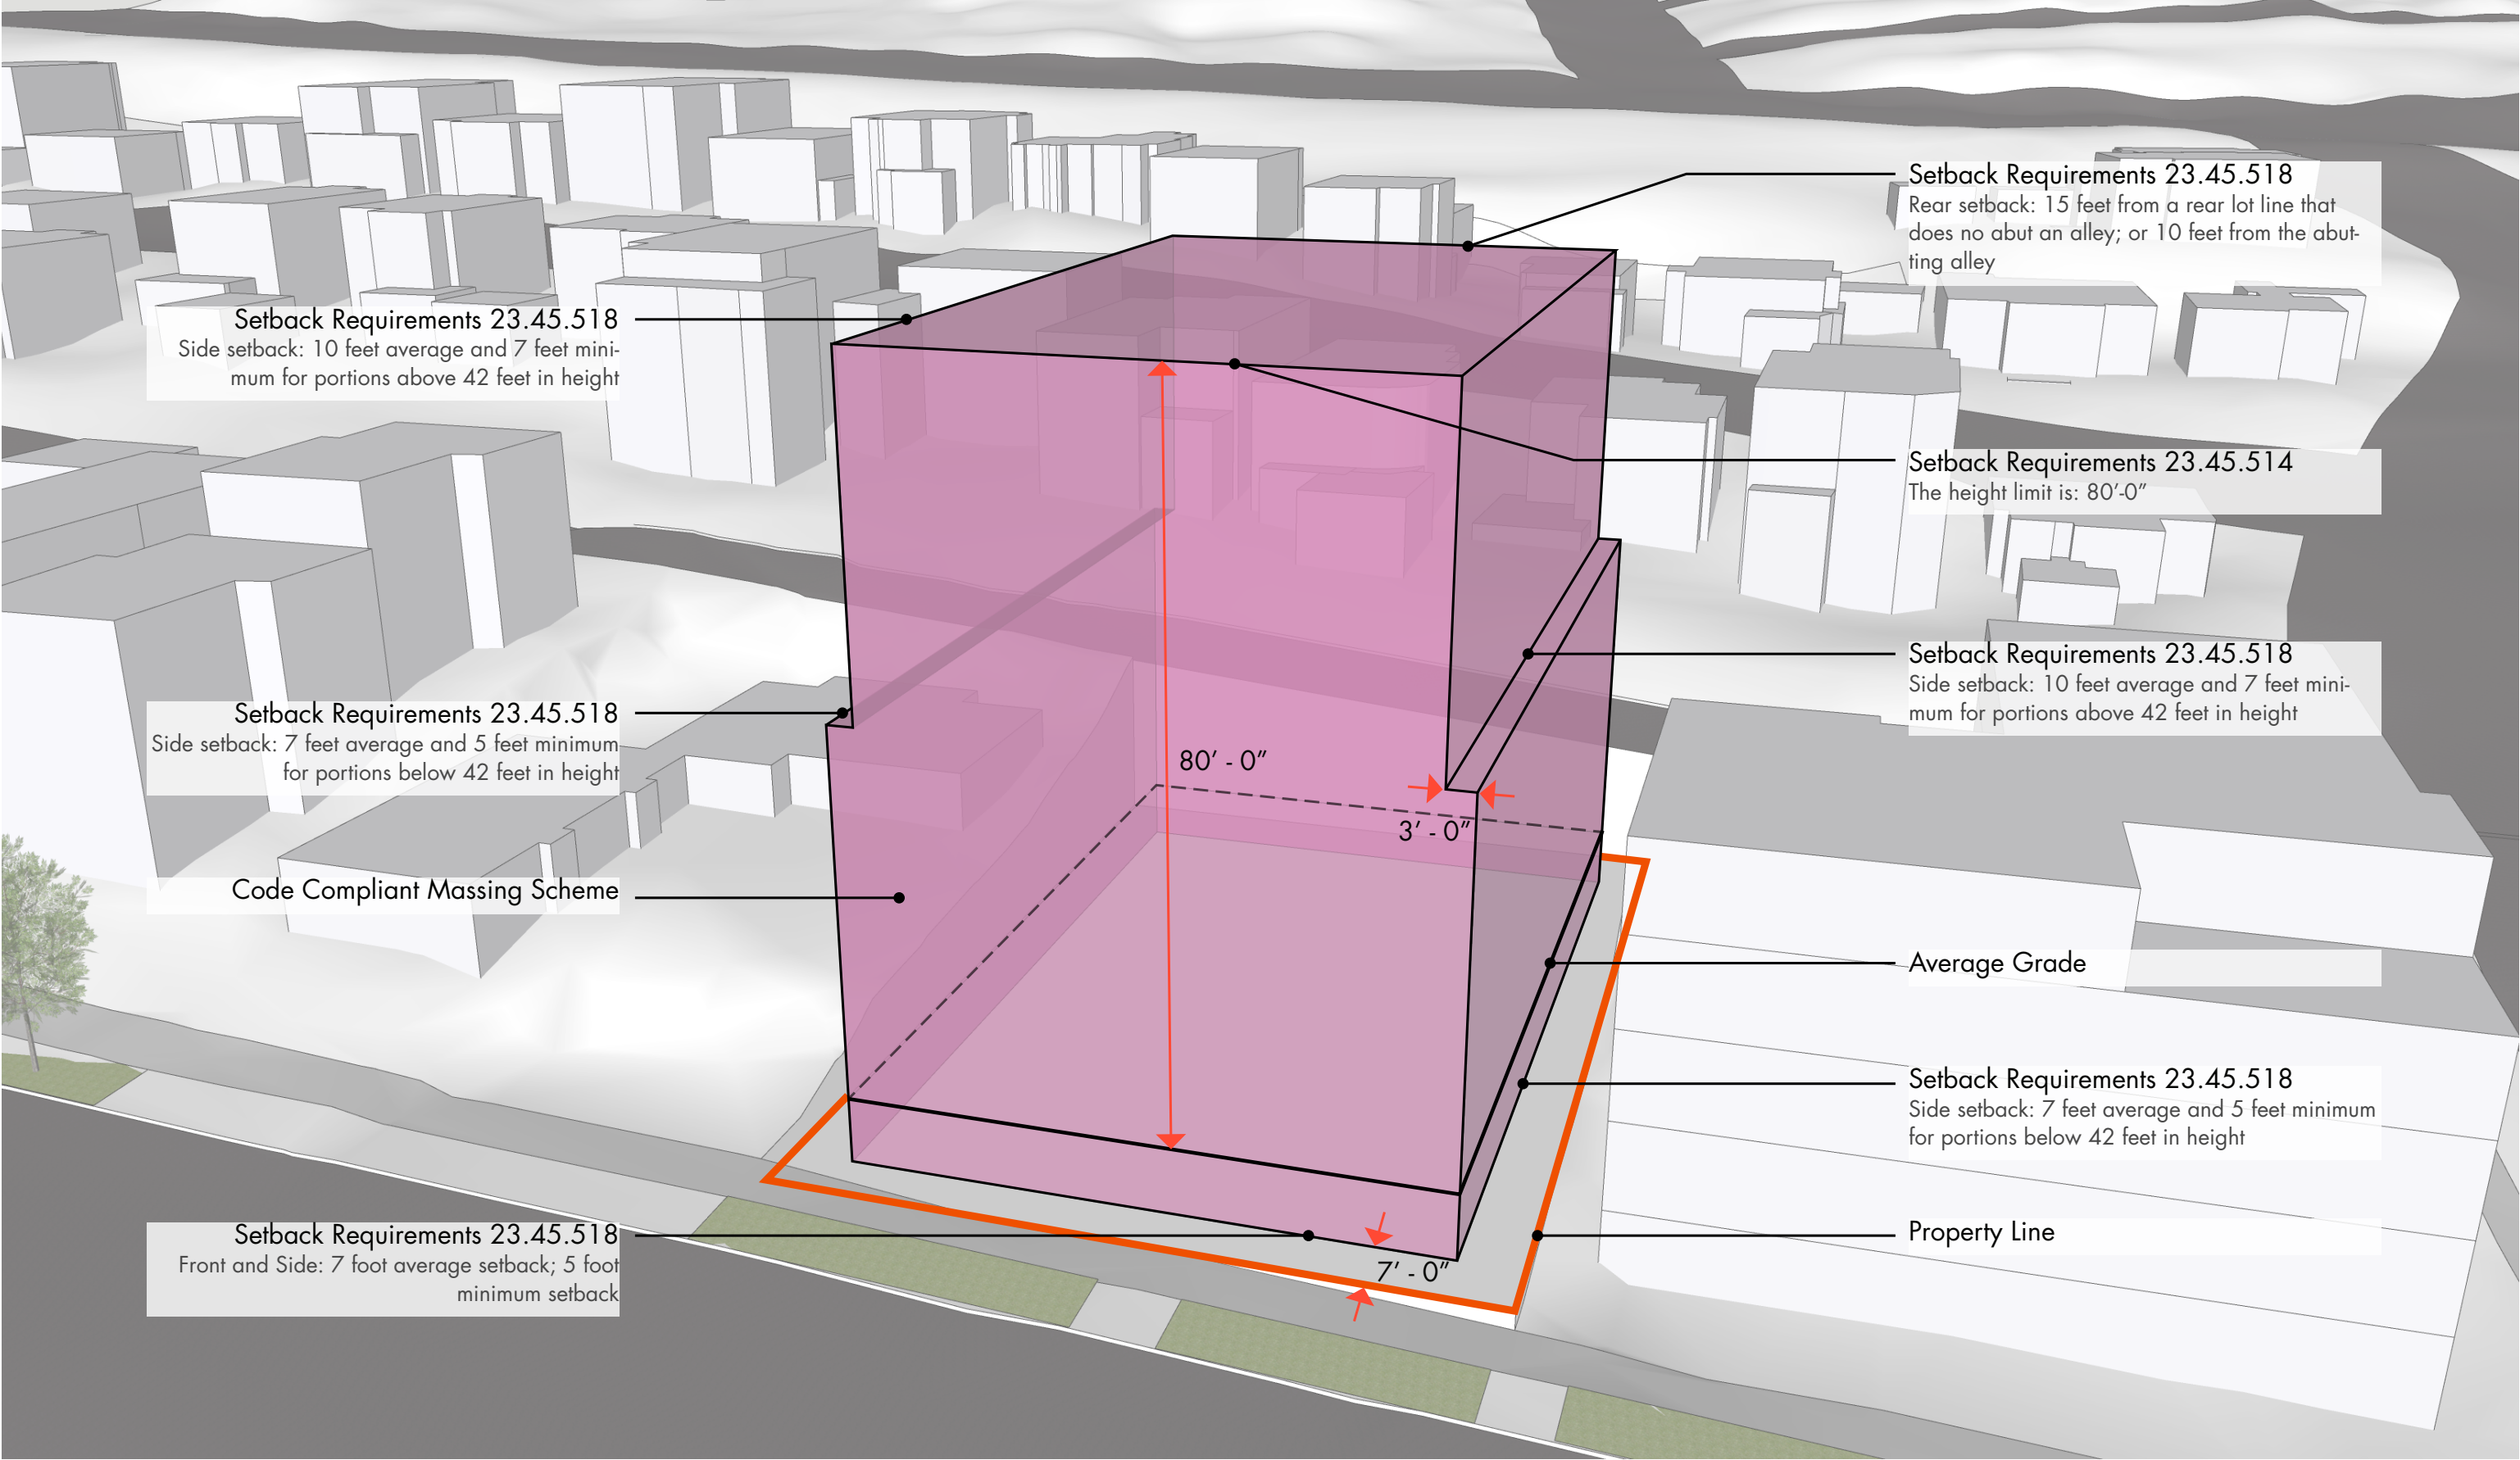 Setback Requirements 23.45.518
Rear setback: 15 feet from a rear lot line that
does no abut an alley; or 10 feet from the abut-
ting alley
Setback Requirements 23.45.518
Side setback: 10 feet average and 7 feet mini-
mum for portions above 42 feet in height
Setback Requirements 23.45.514
The height limit is: 80’-0”
Setback Requirements 23.45.518
Side setback: 10 feet average and 7 feet mini-
mum for portions above 42 feet in height
Setback Requirements 23.45.518
Side setback: 7 feet average and 5 feet minimum
for portions below 42 feet in height
80’ - 0”
3’ - 0”
Code Compliant Massing Scheme
Average Grade
Setback Requirements 23.45.518
Side setback: 7 feet average and 5 feet minimum
for portions below 42 feet in height
Setback Requirements 23.45.518
Front and Side: 7 foot average setback; 5 foot
minimum setback
Property Line
7’ - 0”